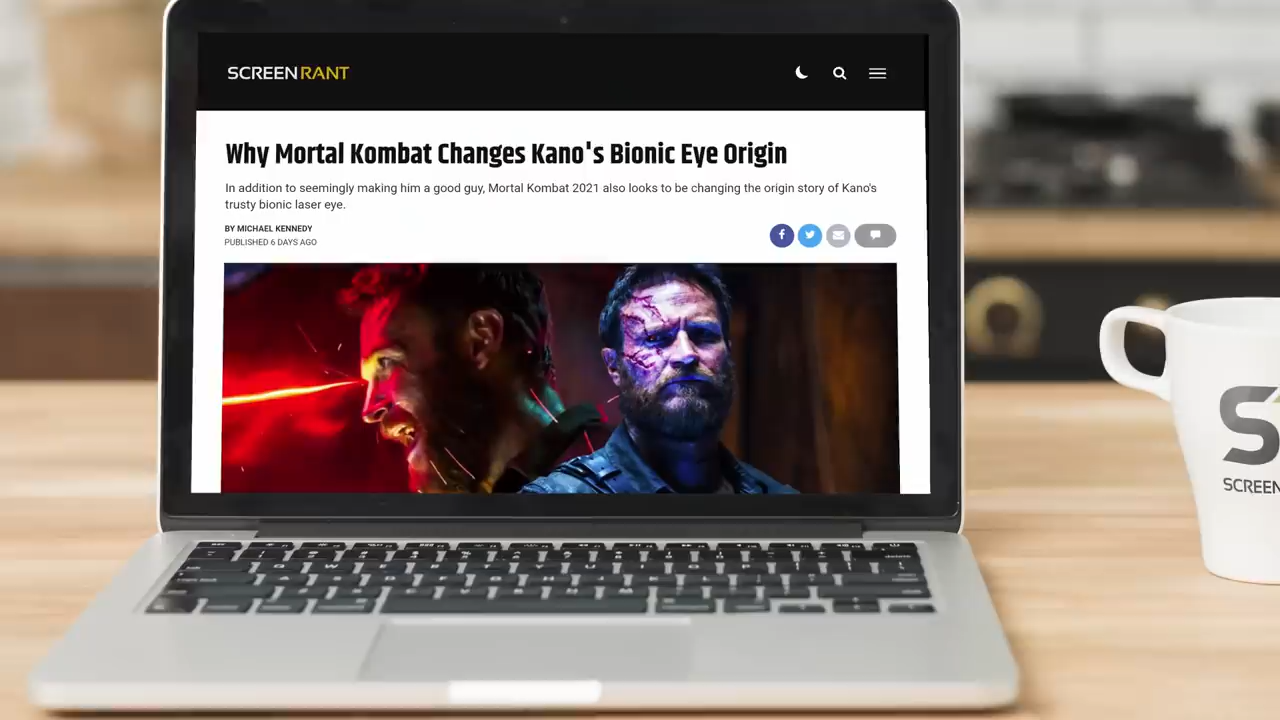 SCREENRANT
Why Mortal Kombat Changes Kano's Bionic Eye Origin
In addition to seemingly making him a good guy, Mortal Kombat 2021 also looks to be changing the origin story of Kano's
trusty bionic laser eye.
BY MICHAEL KENNEDY
PUBLISHED 6 DAYS AGO
S
SCREEN